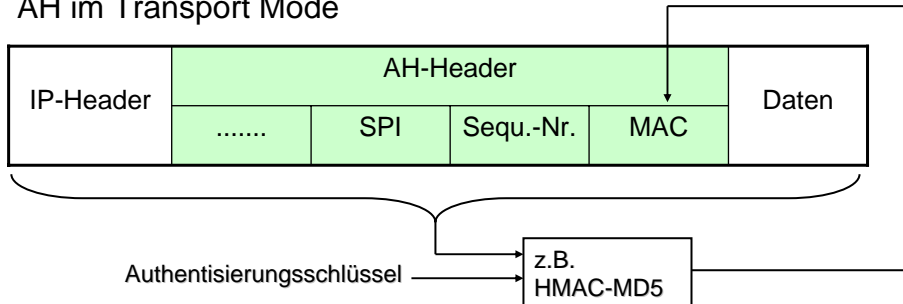 AH im Transport Mode
IP-Header
AH-Header
Daten
.......
SPI
Sequ.-Nr.
MAC
Authentisierungsschlüssel
z.B.
HMAC-MD5